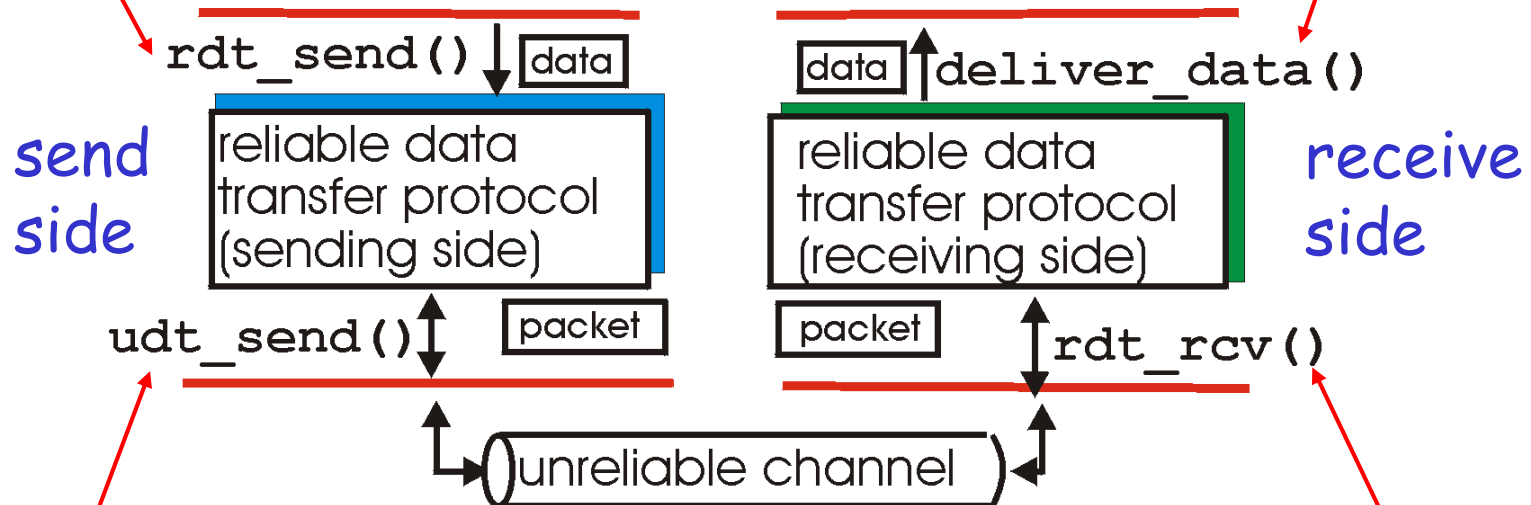 rdt_send()
data
data
deliver_data()
send
side
reliable data
transfer protocol
(sending side)
reliable data
transfer protocol
(receiving side)
receive
side
udt_send()
packet
packet
rdt_rcv()
unreliable channel